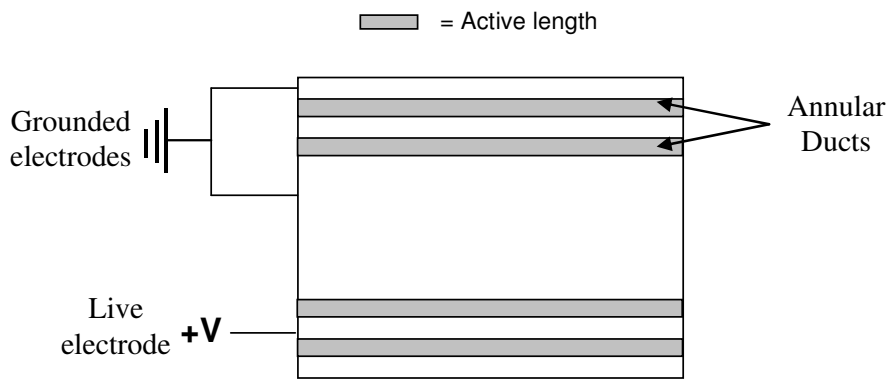 = Active length
Grounded
electrodes
Annular
Ducts
Live
electrode +V